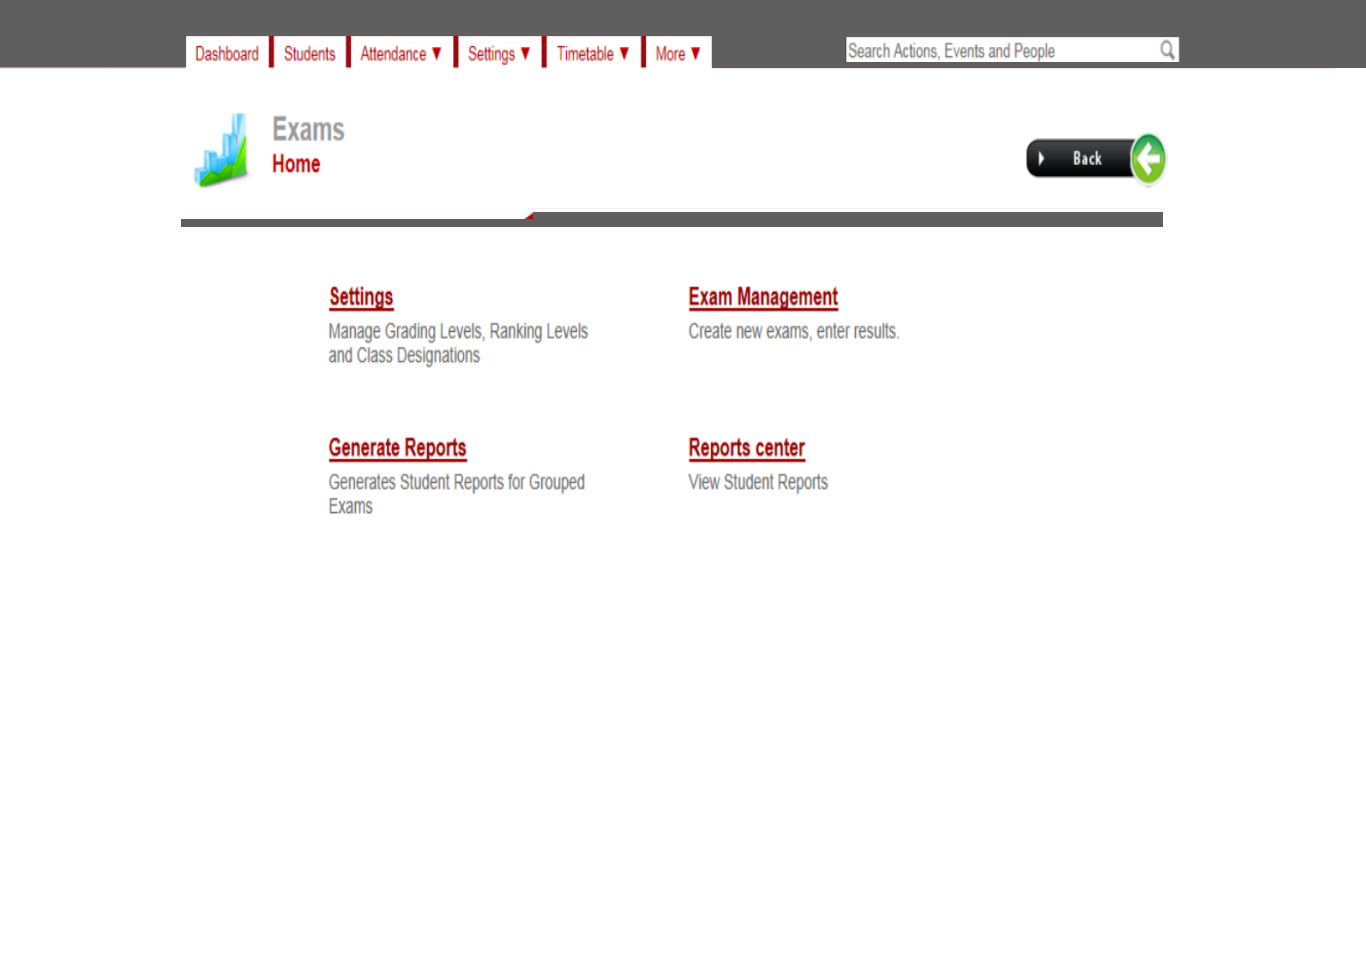 Dashboard Students Attendance ▼ Settings ▼ Timetable ▼ More ▼ Search Actions, Events and People
Exams
Home
Back
Settings
Manage Grading Levels, Ranking Levels
and Class Designations
Exam Management
Create new exams, enter results.
Generate Reports
Generates Student Reports for Grouped
Exams
Reports center
View Student Reports